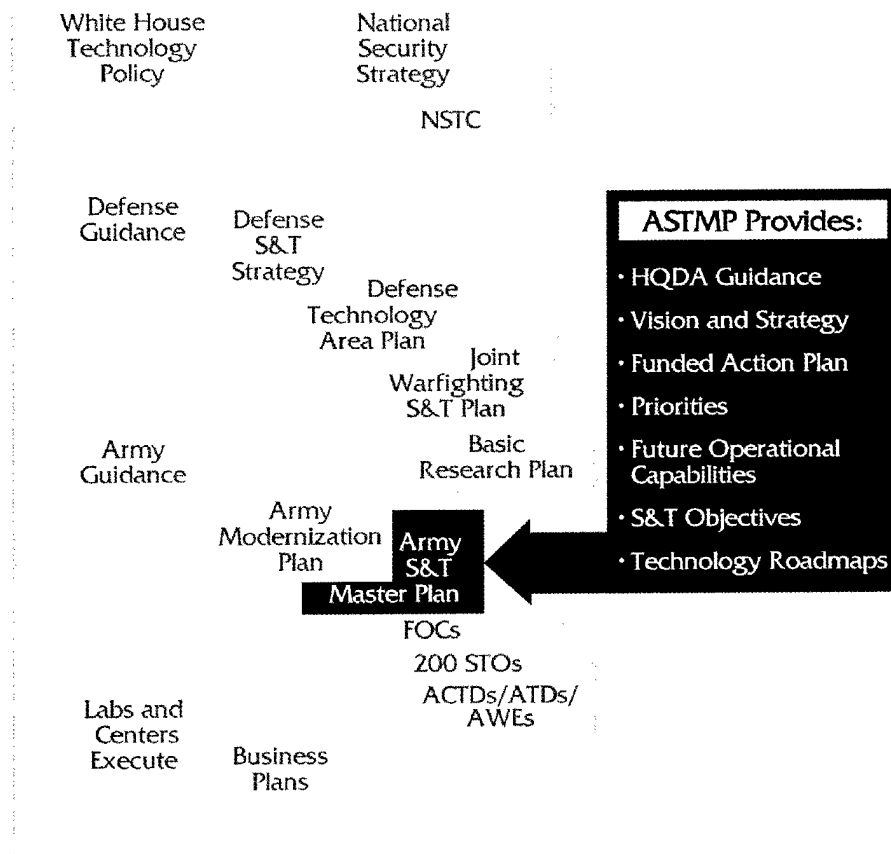 White House
Technology
Policy
National
Security
Strategy
NSTC
Defense
Guidance
Defense
S&T
Strategy
Defense
Technology
Area Plan
Joint
Warfighting
S&T Plan
Basic
Research Plan
Army
Guidance
Army
Modernization
Plan
Army
S&T
Master Plan
FOCs
200 STOs
ACTDs/ATDs/
AWEs
Labs and
Centers
Execute
Business
Plans
ASTMP Provides:
· HQDA Guidance
· Vision and Strategy
· Funded Action Plan
· Priorities
· Future Operational
Capabilities
· S&T Objectives
· Technology Roadmaps